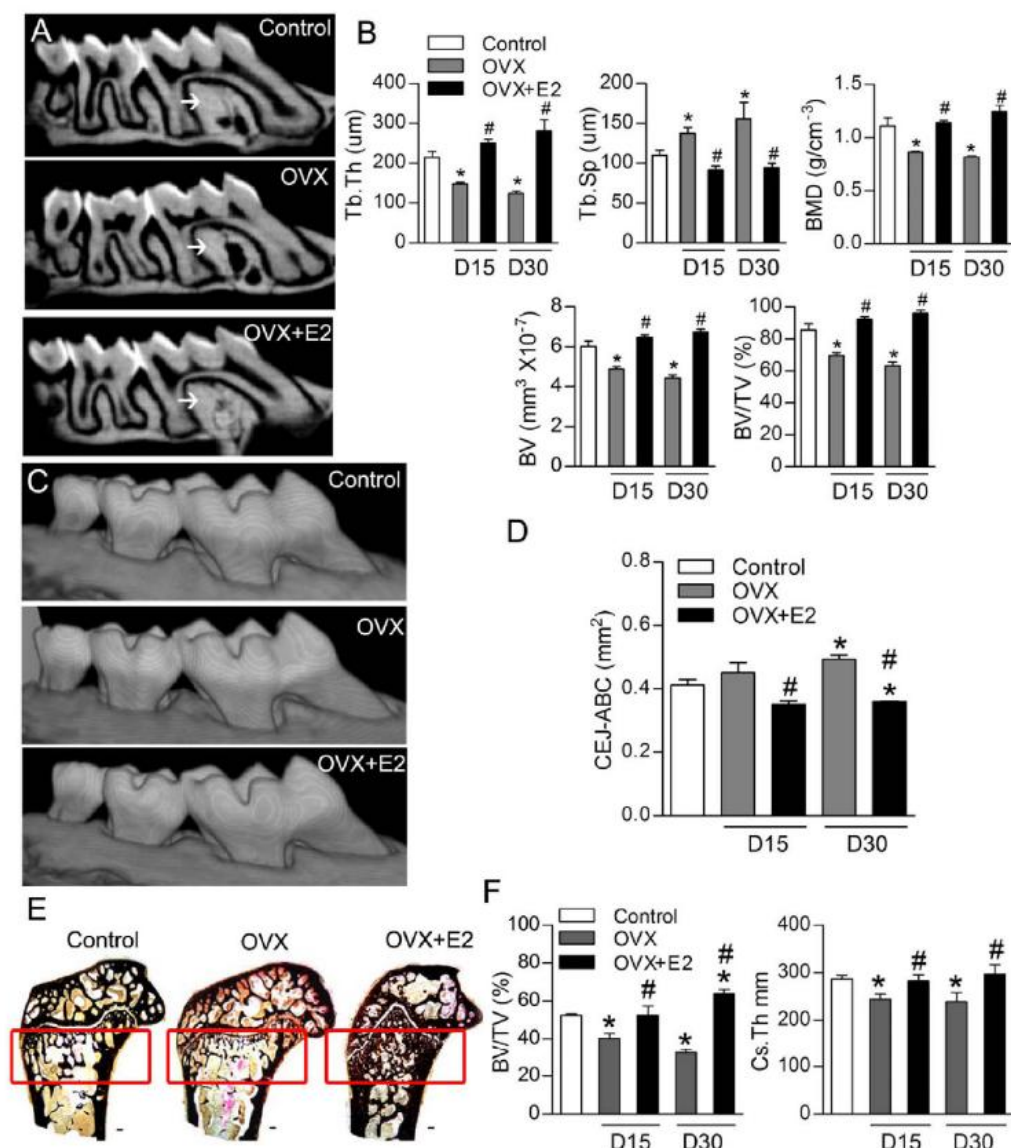 A
Control
OVX
OVX+E2
B
Control
OVX
OVX+E2
Tb.Th (um)
400
300
200
100
0
* # * #
D15 D30
Tb.Sp (um)
200
150
100
50
0
* # * #
D15 D30
BMD (g/cm⁻³)
1.5
1.0
0.5
0.0
* # * #
D15 D30
BV (mm³ X10⁻⁷)
8
6
4
2
0
* # * #
D15 D30
BV/TV (%)
100
80
60
40
20
0
* # * #
D15 D30
C
Control
OVX
OVX+E2
D
Control
OVX
OVX+E2
CEJ-ABC (mm²)
0.8
0.6
0.4
0.2
0.0
# * #
*
D15 D30
E
Control OVX OVX+E2
F
Control
OVX
OVX+E2
BV/TV (%)
100
80
60
40
20
0
* # * #
*
D15 D30
Cs.Th mm
400
300
200
100
0
* # * #
D15 D30